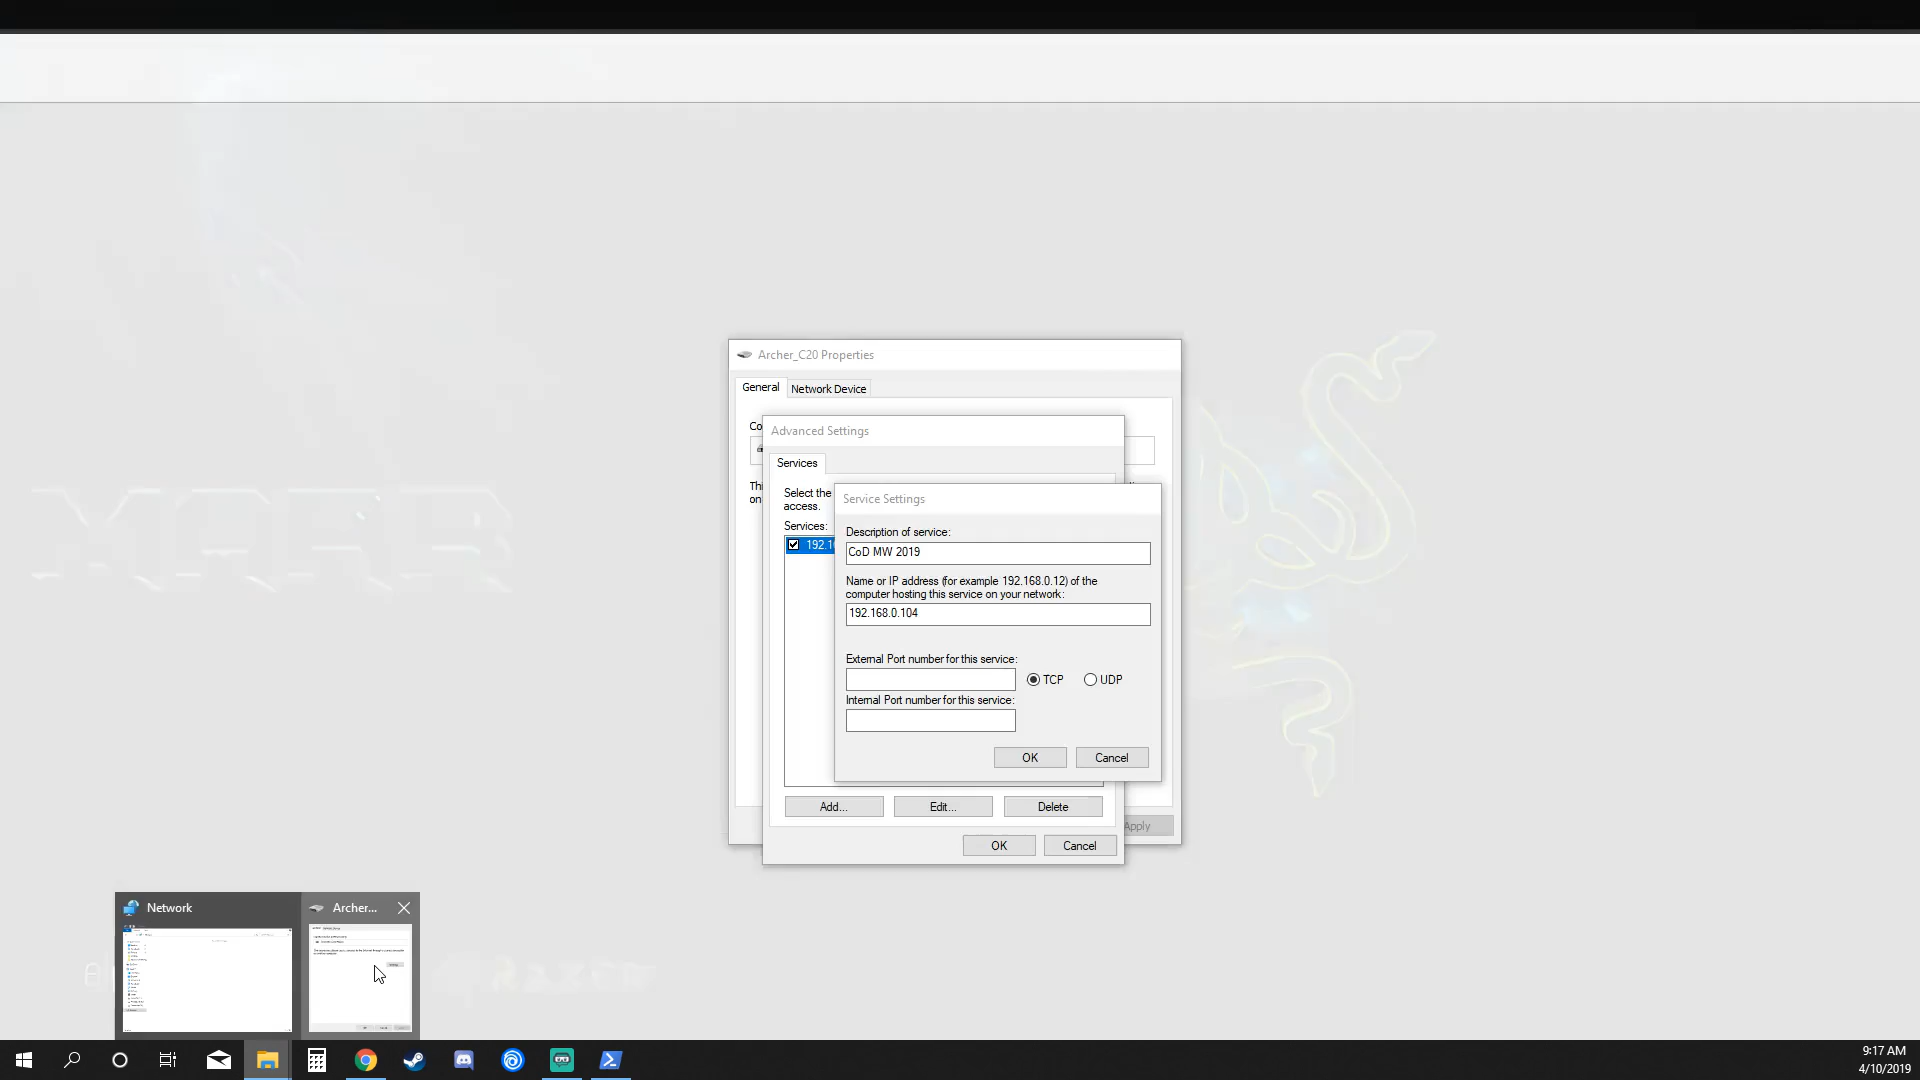 Archer_C20 Properties
General
Network Device
Co
Advanced Settings
Services
Thi
on
Select the
access.
Services:
192.1
Service Settings
Description of service:
CoD MW 2019
Name or IP address (for example 192.168.0.12) of the
computer hosting this service on your network:
192.168.0.104
External Port number for this service:
TCP
UDP
Internal Port number for this service:
OK
Cancel
Add...
Edit...
Delete
Apply
OK
Cancel
Network
Archer...
9:17 AM
4/10/2019